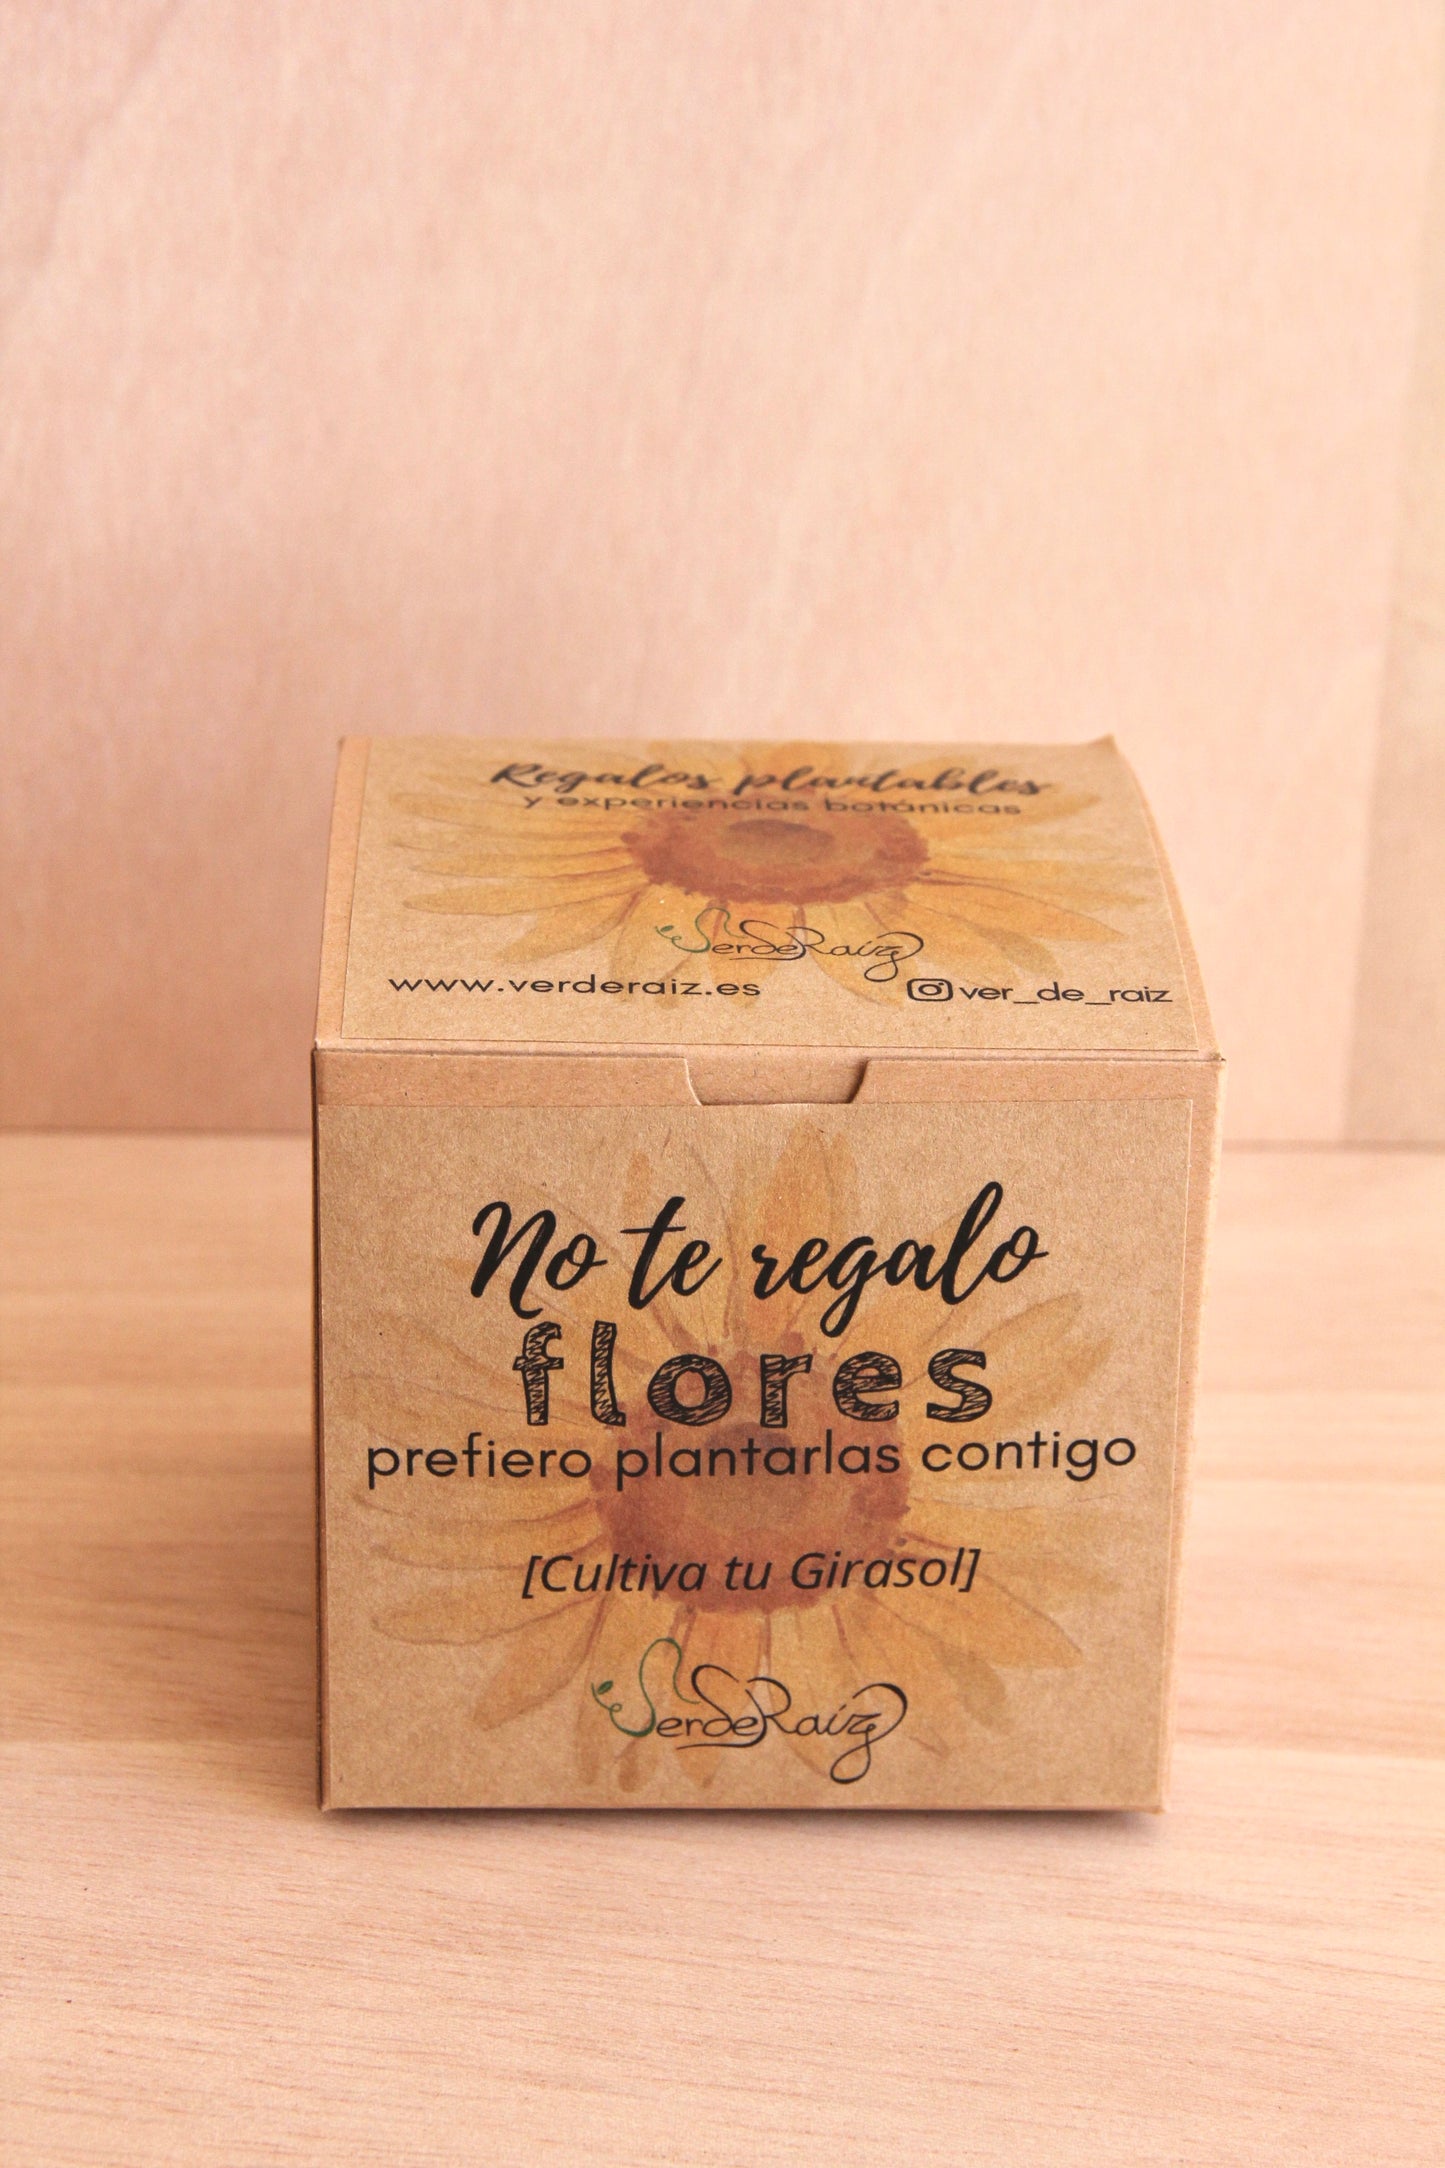 Regalos plantables
y experiencias botánicas
VerdeRaíz
www.verderaiz.es
ver_de_raiz
No te regalo
flores
prefiero plantarlas contigo
[Cultiva tu Girasol]
VerdeRaíz